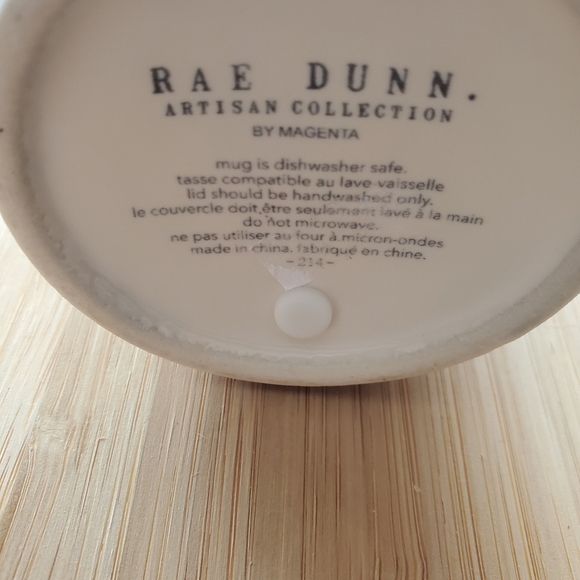 RAE DUNN.
ARTISAN COLLECTION
BY MAGENTA
mug is dishwasher safe.
tasse compatible au lave-vaisselle
lid should be handwashed only.
le couvercle doit être seulement lavé à la main
do not microwave.
ne pas utiliser au four à micron-ondes
made in china. fabriqué en chine.
-214-